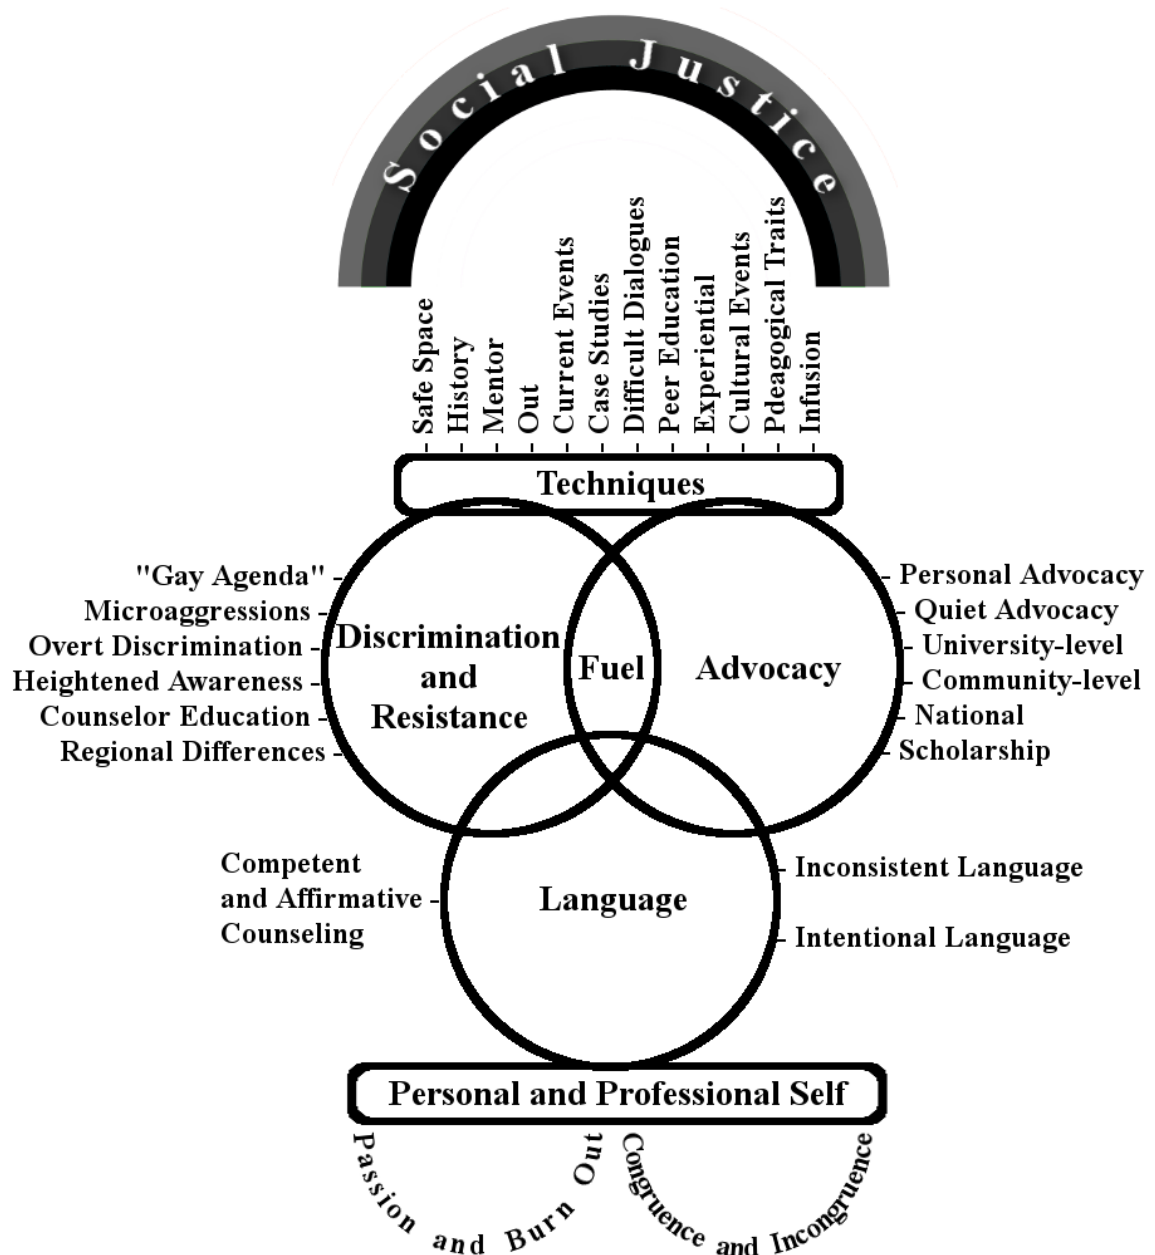 Social Justice
Safe Space
History
Mentor
Out
Current Events
Case Studies
Difficult Dialogues
Peer Education
Experiential
Cultural Events
Pdeagogical Traits
Infusion
Techniques
"Gay Agenda"
Microaggressions
Overt Discrimination
Heightened Awareness
Counselor Education
Regional Differences
Discrimination
and
Resistance
Fuel
Advocacy
Personal Advocacy
Quiet Advocacy
University-level
Community-level
National
Scholarship
Competent
and Affirmative
Counseling
Language
Inconsistent Language
Intentional Language
Personal and Professional Self
Passion and Burn Out
Congruence and Incongruence